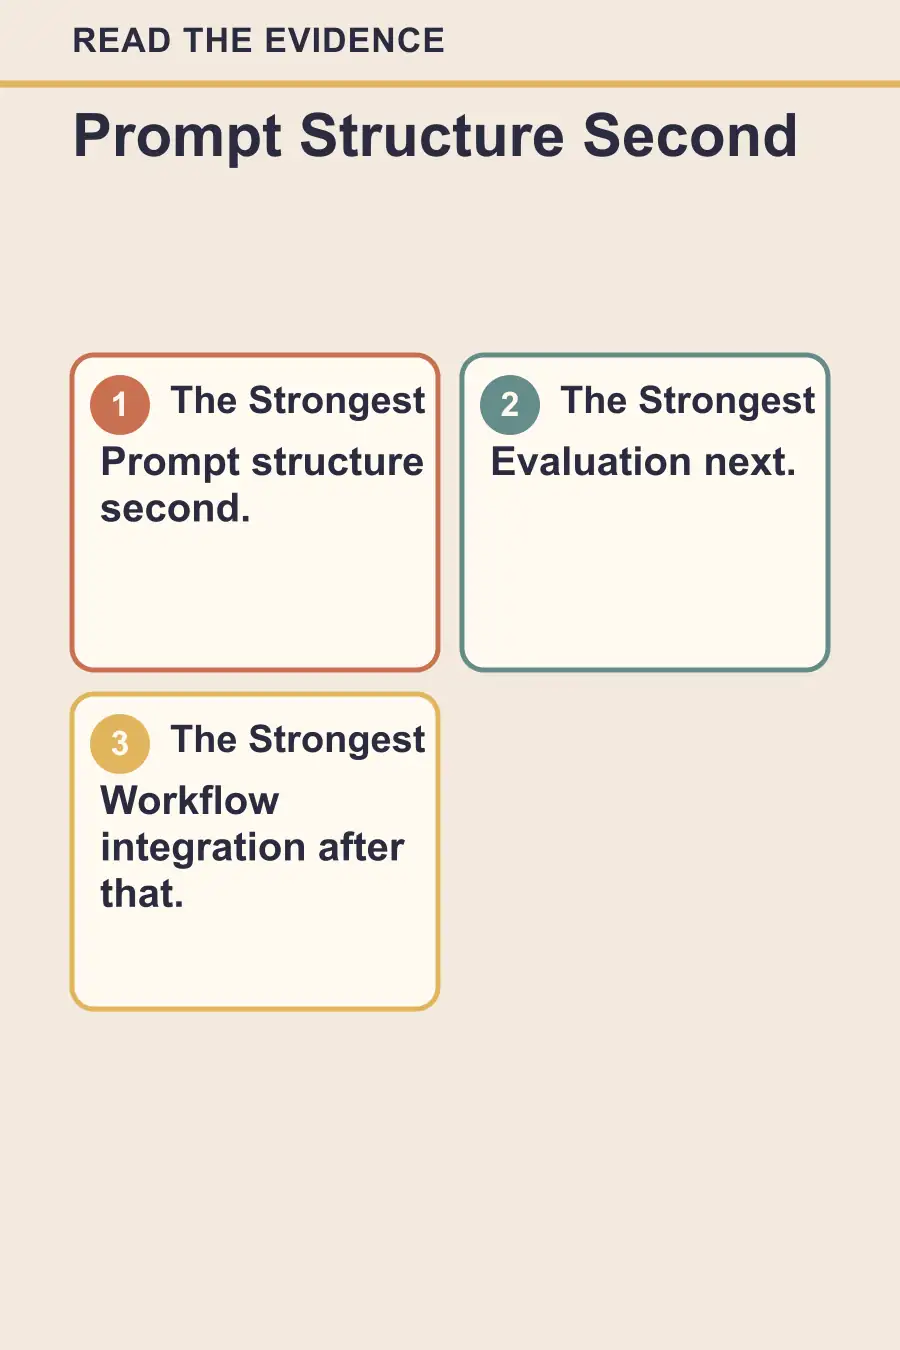 READ THE EVIDENCE
Prompt Structure Second
1 The Strongest
Prompt structure
second.
2 The Strongest
Evaluation next.
3 The Strongest
Workflow
integration after
that.